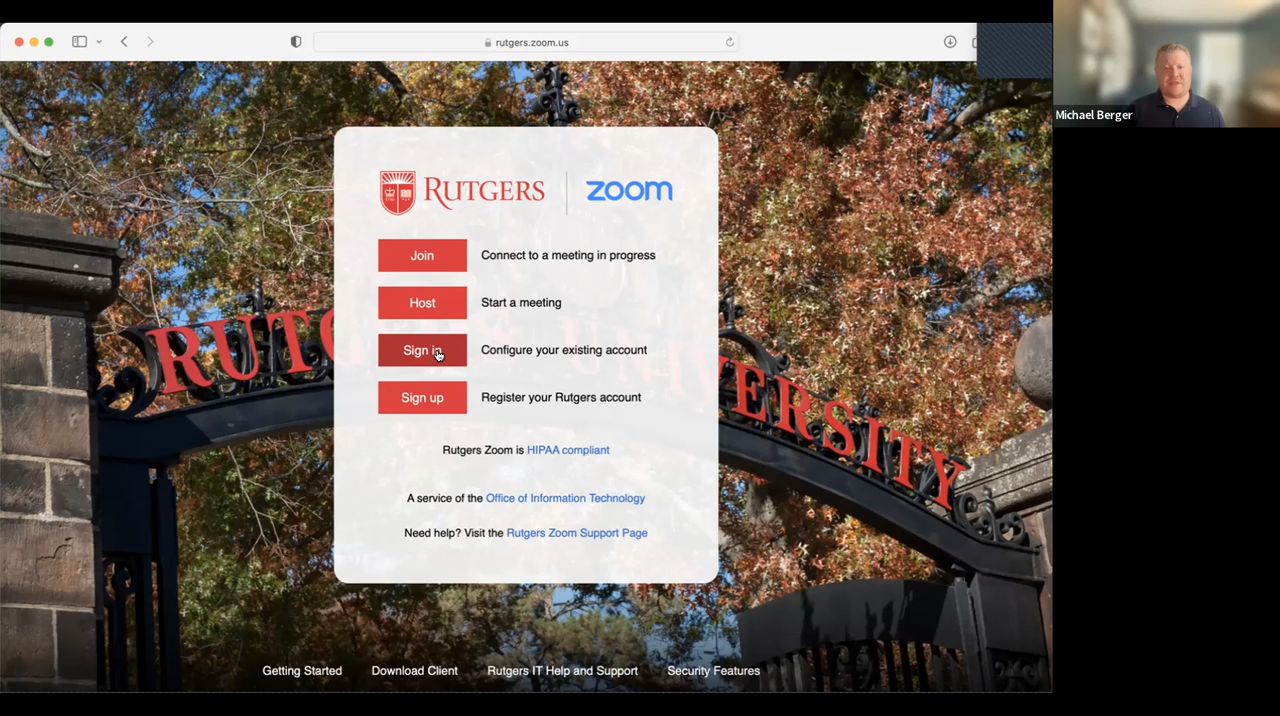 rutgers.zoom.us
Michael Berger
RUTGERS zoom
Join Connect to a meeting in progress
Host Start a meeting
Sign in Configure your existing account
Sign up Register your Rutgers account
Rutgers Zoom is HIPAA compliant
A service of the Office of Information Technology
Need help? Visit the Rutgers Zoom Support Page
RUTG UNIVERSITY
Getting Started Download Client Rutgers IT Help and Support Security Features